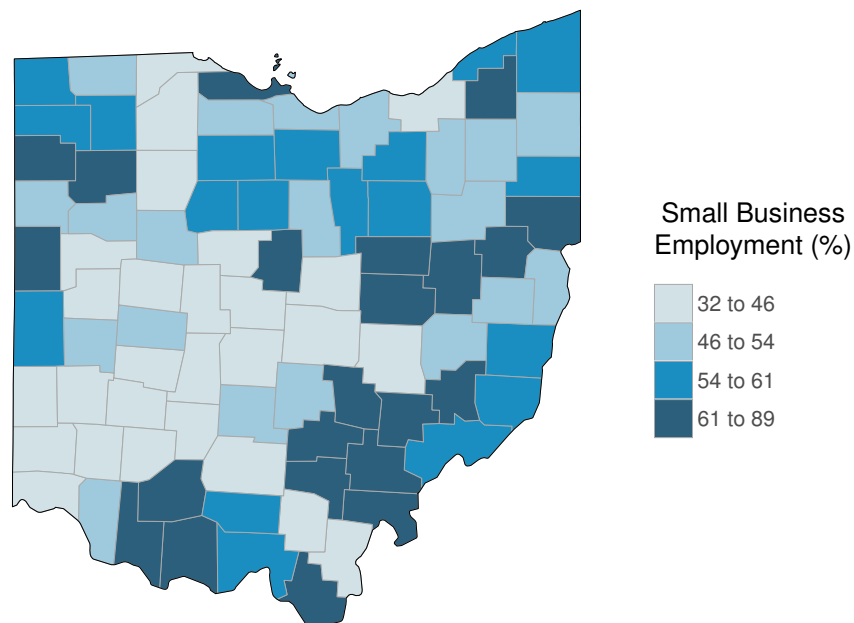 Small Business
Employment (%)
32 to 46
46 to 54
54 to 61
61 to 89